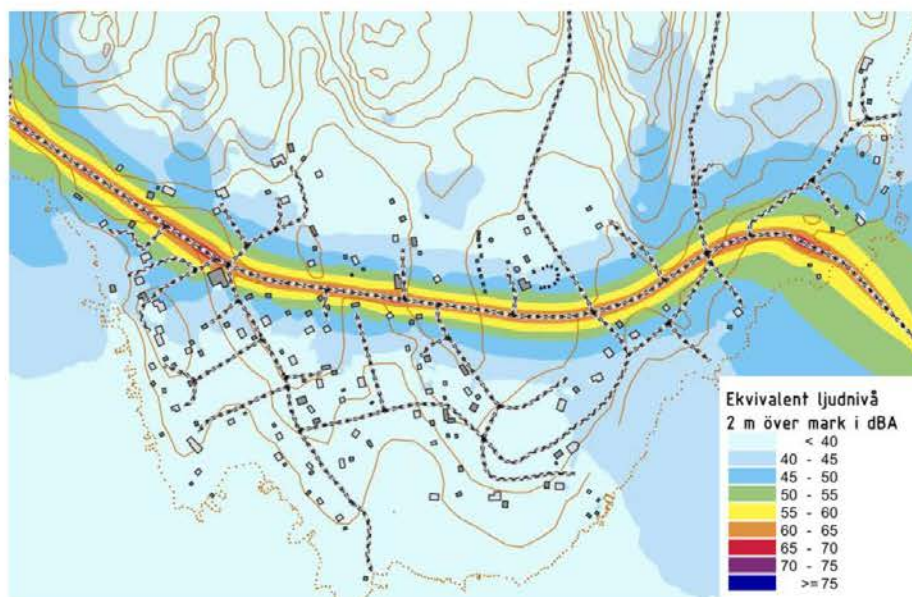 Ekvivalent ljudnivå
2 m över mark i dBA
< 40
40 - 45
45 - 50
50 - 55
55 - 60
60 - 65
65 - 70
70 - 75
>= 75